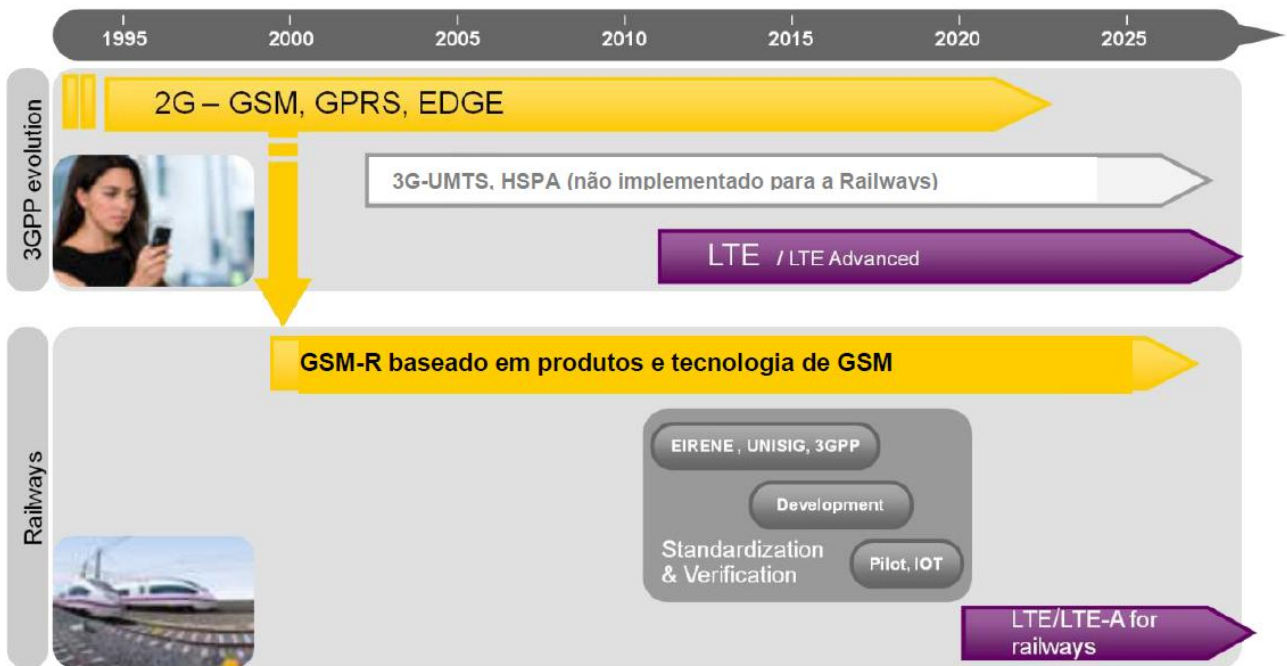 1995 2000 2005 2010 2015 2020 2025
3GPP evolution
2G – GSM, GPRS, EDGE
3G-UMTS, HSPA (não implementado para a Railways)
LTE / LTE Advanced
Railways
GSM-R baseado em produtos e tecnologia de GSM
EIRENE , UNISIG, 3GPP
Development
Standardization
& Verification
Pilot, IOT
LTE/LTE-A for
railways